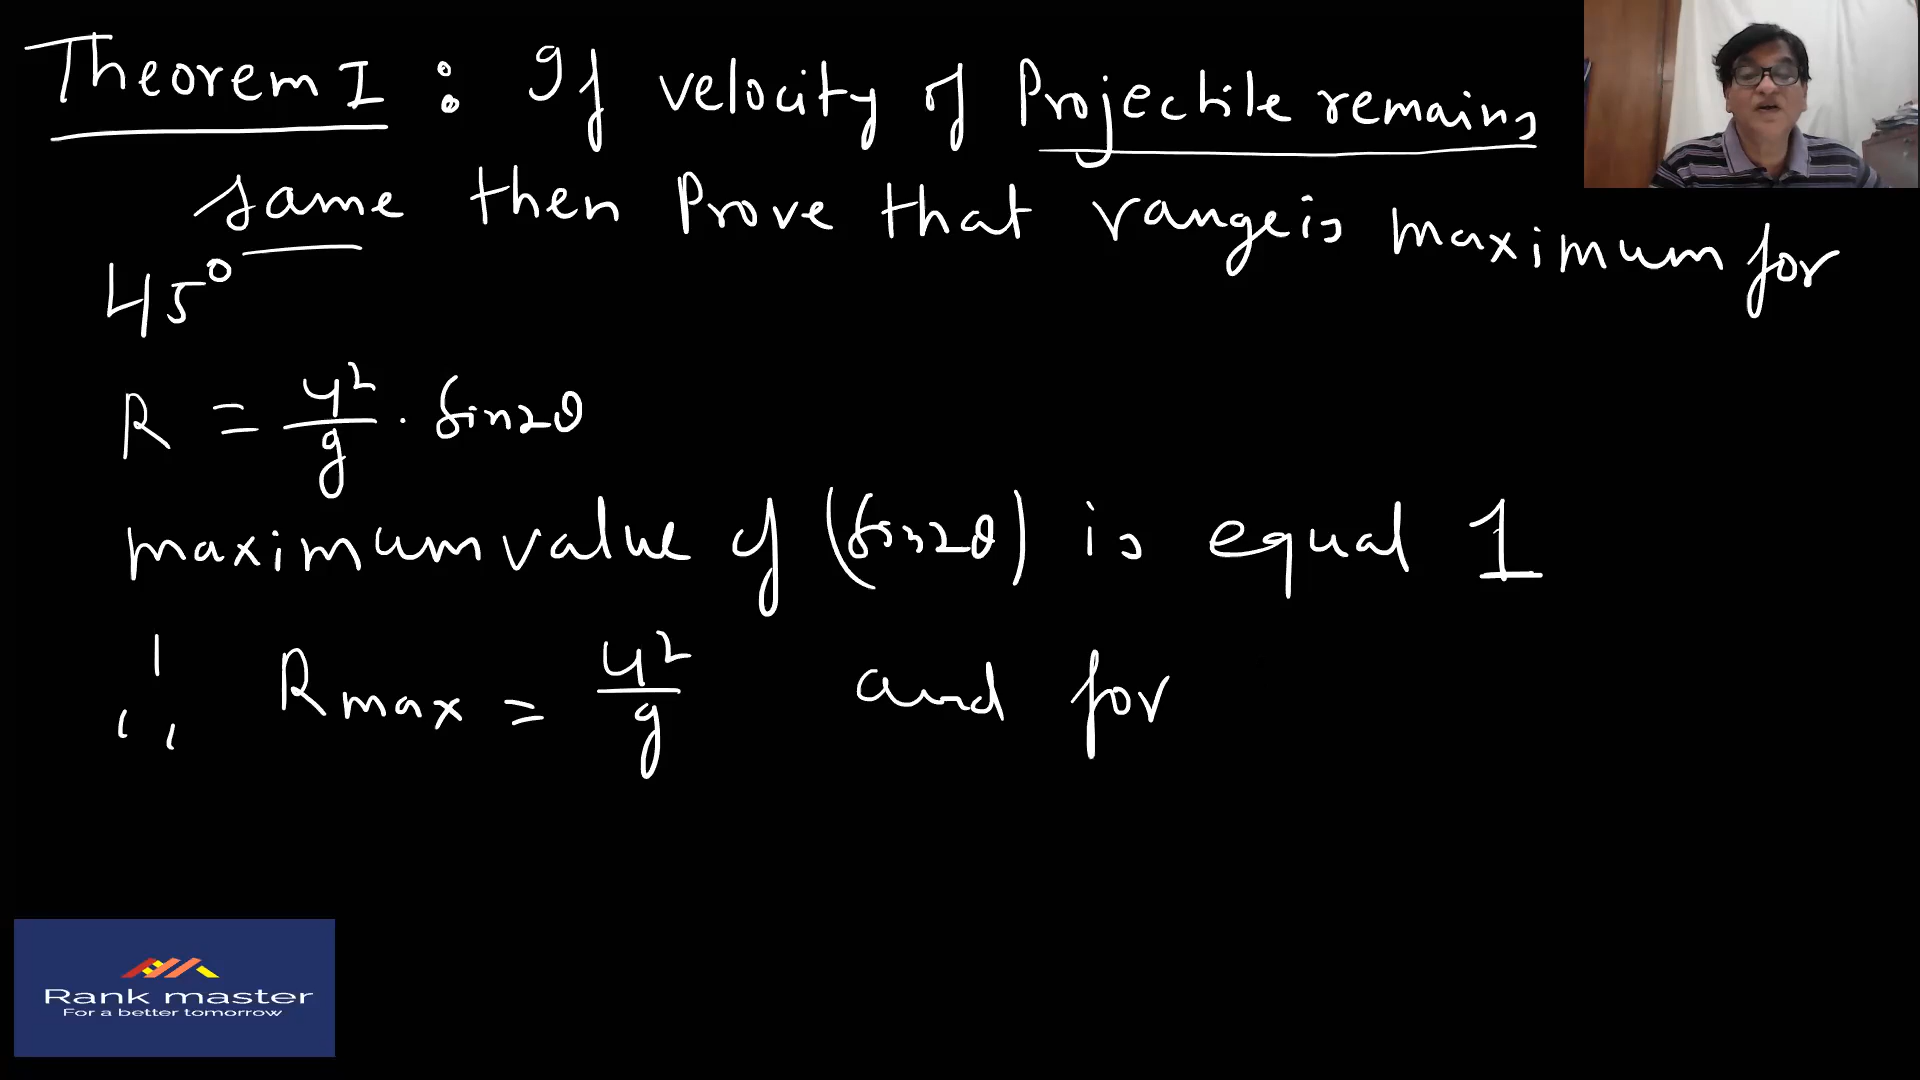 Theorem I : If velocity of Projectile remains
same then Prove that range is maximum for
45°
R = u²/g · Sin2θ
maximum value of (Sin2θ) is equal 1
∴ Rmax = u²/g and for
Rank master
For a better tomorrow